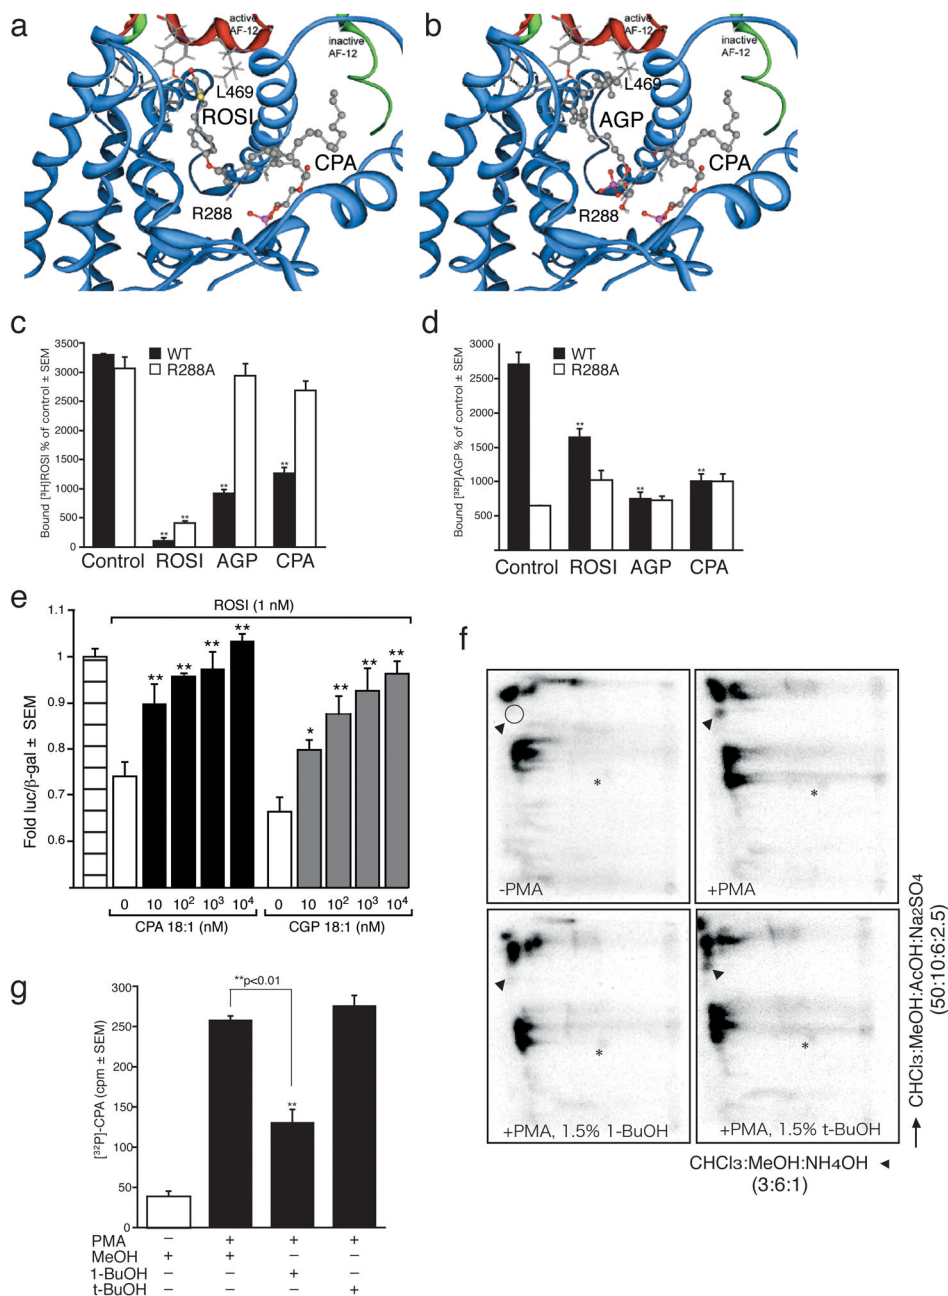 a
active
AF-12
inactive
AF-12
L469
ROSI
CPA
R288
b
active
AF-12
inactive
AF-12
L469
AGP
CPA
R288
c
Bound [³H]ROSI % of control ± SEM
3500
3000
2500
2000
1500
1000
500
0
WT
R288A
**
**
**
**
Control ROSI AGP CPA
d
Bound [³²P]AGP % of control ± SEM
3000
2500
2000
1500
1000
500
WT
R288A
**
**
**
Control ROSI AGP CPA
e
ROSI (1 nM)
Fold luc/β-gal ± SEM
1.1
1
0.9
0.8
0.7
0.6
** ** ** **
* ** ** **
0 10 10² 10³ 10⁴ 0 10 10² 10³ 10⁴
CPA 18:1 (nM) CGP 18:1 (nM)
f
*
-PMA
*
+PMA
*
+PMA, 1.5% 1-BuOH
*
+PMA, 1.5% t-BuOH
CHCl3:MeOH:NH4OH
(3:6:1)
CHCl3:MeOH:AcOH:Na2SO4
(50:10:6:2.5)
g
[³²P]-CPA (cpm ± SEM)
300
250
200
150
100
50
0
**p<0.01
**
PMA – + + +
MeOH + + – –
1-BuOH – – + –
t-BuOH – – – +